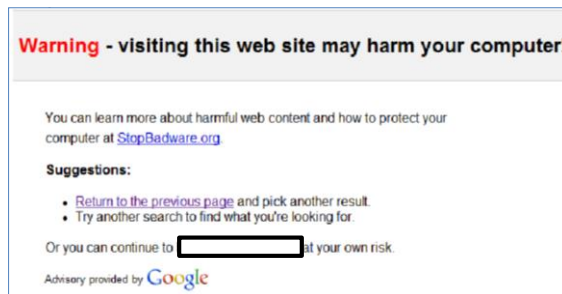 Warning - visiting this web site may harm your computer
You can learn more about harmful web content and how to protect your
computer at StopBadware.org.
Suggestions:
• Return to the previous page and pick another result.
• Try another search to find what you're looking for.
Or you can continue to at your own risk.
Advisory provided by Google